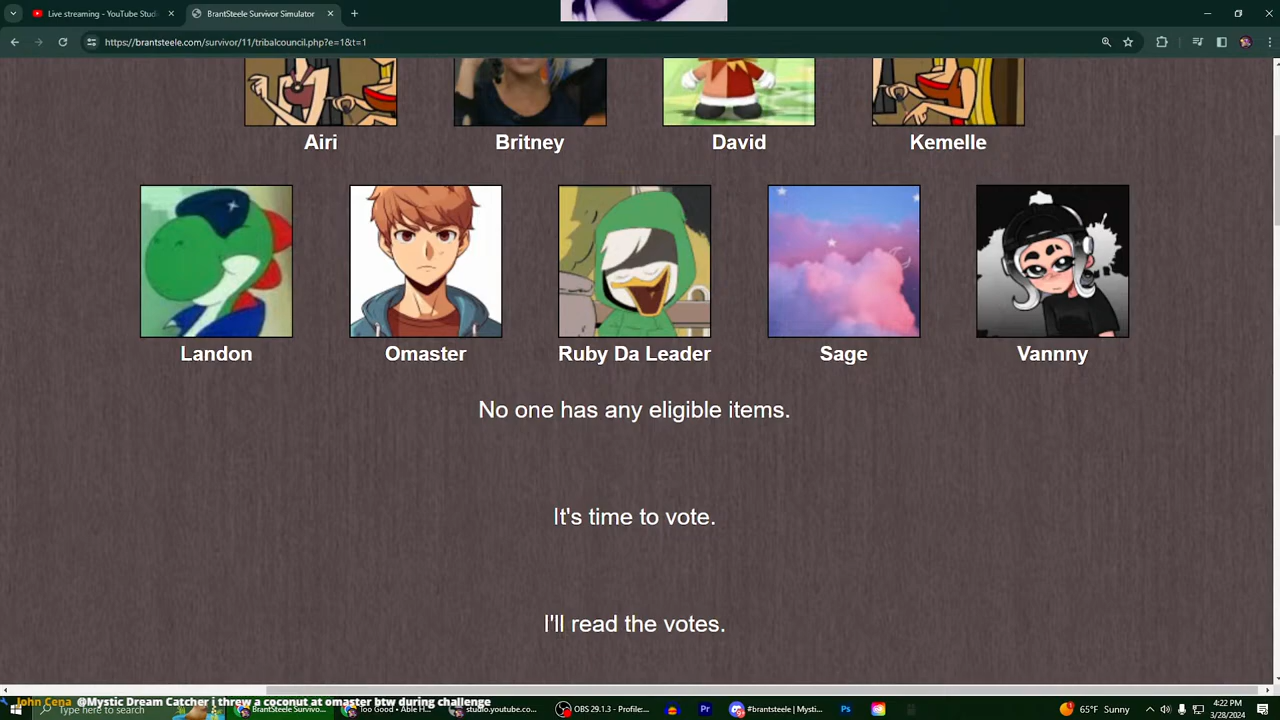 Live streaming - YouTube Studi
BrantSteele Survivor Simulator
https://brantsteele.com/survivor/11/tribalcouncil.php?e=1&t=1
Airi
Britney
David
Kemelle
Landon
Omaster
Ruby Da Leader
Sage
Vannny
No one has any eligible items.
It's time to vote.
I'll read the votes.
John Cena @Mystic Dream Catcher i threw a coconut at omaster btw during challenge
Type here to search
BrantSteele Survivo...
Too Good - Able H...
studio.youtube.co...
OBS 29.1.3 - Profile:...
#brantsteele | Mysti...
65°F Sunny
4:22 PM
3/28/2024